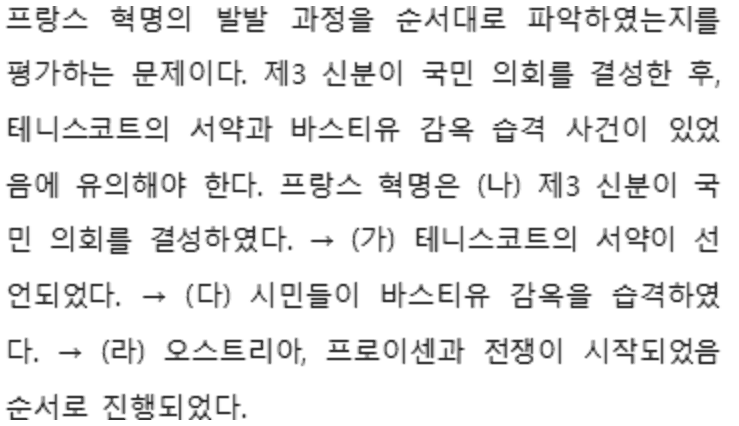 프랑스 혁명의 발발 과정을 순서대로 파악하였는지를
평가하는 문제이다. 제3 신분이 국민 의회를 결성한 후,
테니스코트의 서약과 바스티유 감옥 습격 사건이 있었
음에 유의해야 한다. 프랑스 혁명은 (나) 제3 신분이 국
민 의회를 결성하였다. → (가) 테니스코트의 서약이 선
언되었다. → (다) 시민들이 바스티유 감옥을 습격하였
다. → (라) 오스트리아, 프로이센과 전쟁이 시작되었음
순서로 진행되었다.